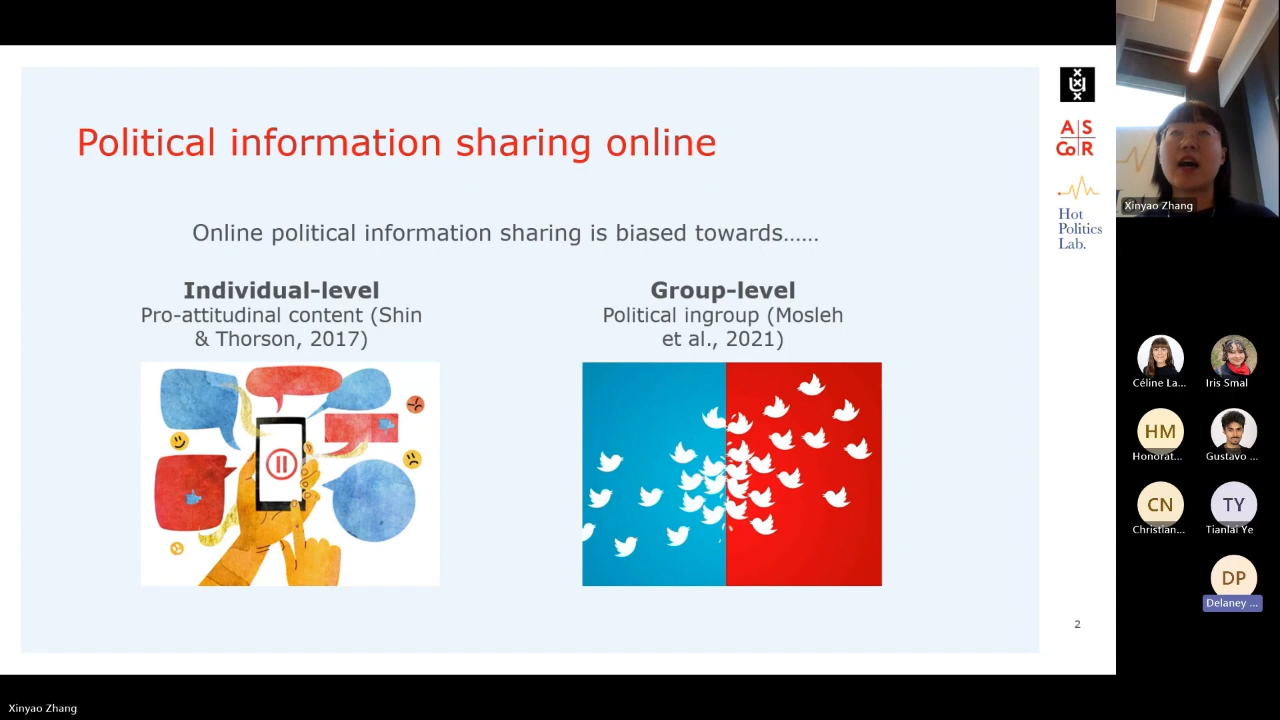 Political information sharing online
Online political information sharing is biased towards......
Individual-level
Pro-attitudinal content (Shin
& Thorson, 2017)
Group-level
Political ingroup (Mosleh
et al., 2021)
A|S
Co|R
Hot
Politics
Lab.
2
Xinyao Zhang
Céline La...
Iris Smal
HM
Honorat...
Gustavo ...
CN
Christian...
TY
Tianlai Ye
DP
Delaney ...
Xinyao Zhang